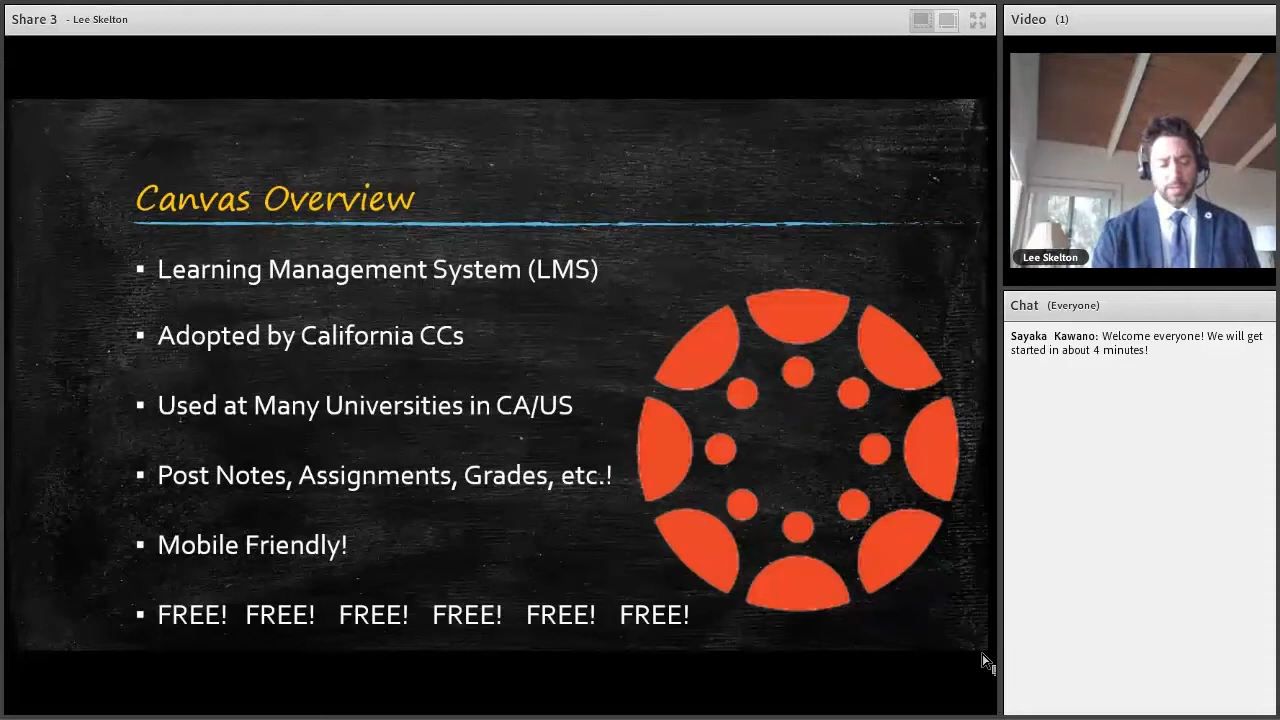 Share 3 - Lee Skelton
Canvas Overview
▪ Learning Management System (LMS)
▪ Adopted by California CCs
▪ Used at Many Universities in CA/US
▪ Post Notes, Assignments, Grades, etc.!
▪ Mobile Friendly!
▪ FREE! FREE! FREE! FREE! FREE! FREE!
Video (1)
Lee Skelton
Chat (Everyone)
Sayaka Kawano: Welcome everyone! We will get
started in about 4 minutes!